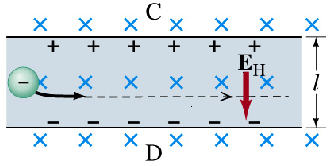 C
+ + + + + +
− E_H l
− − − − − −
D